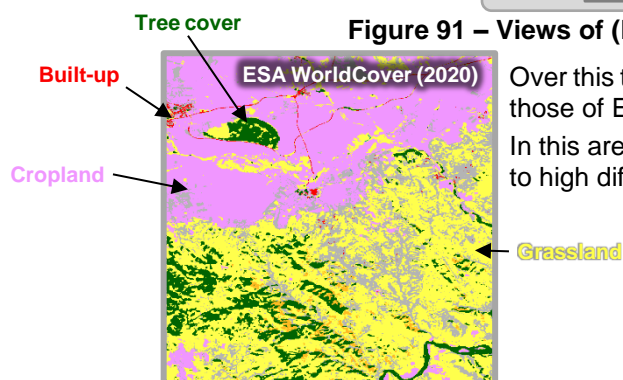 Tree cover
Figure 91 – Views of (
Built-up
ESA WorldCover (2020)
Over this
those of E
In this are
to high dif
Cropland
Grassland